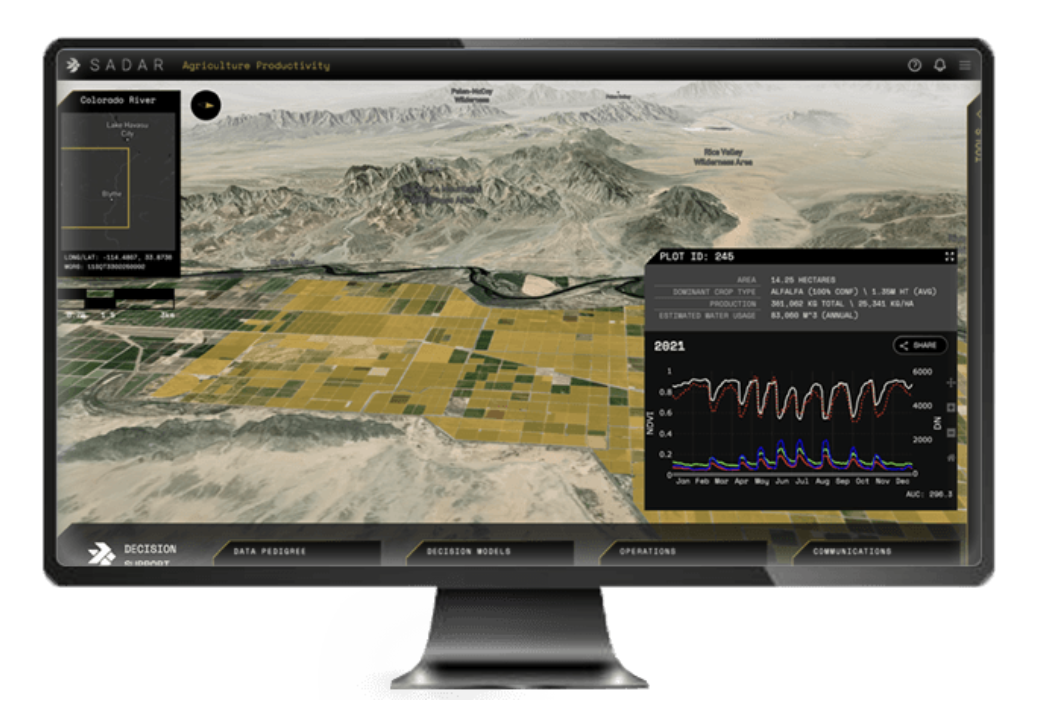 SADAR Agriculture Productivity
Colorado River
Lake Havasu
City
Blythe
LONG/LAT: -114.4867, 33.6736
Palen-McCoy
Wilderness
Rice Valley
Wilderness Area
TOOLS
1.5 3km
PLOT ID: 245
AREA 14.25 HECTARES
DOMINANT CROP TYPE ALFALFA (100% CONF) \ 1.35M HT (AVG)
PRODUCTION 361,062 KG TOTAL \ 25,341 KG/HA
ESTIMATED WATER USAGE 63,060 M^3 (ANNUAL)
2021
SHARE
1
0.8
0.6
0.4
0.2
0
NDVI
6000
4000
2000
0
DN
Jan Feb Mar Apr May Jun Jul Aug Sep Oct Nov Dec
AUC: 296.3
DECISION
SUPPORT
DATA PEDIGREE
DECISION MODELS
OPERATIONS
COMMUNICATIONS